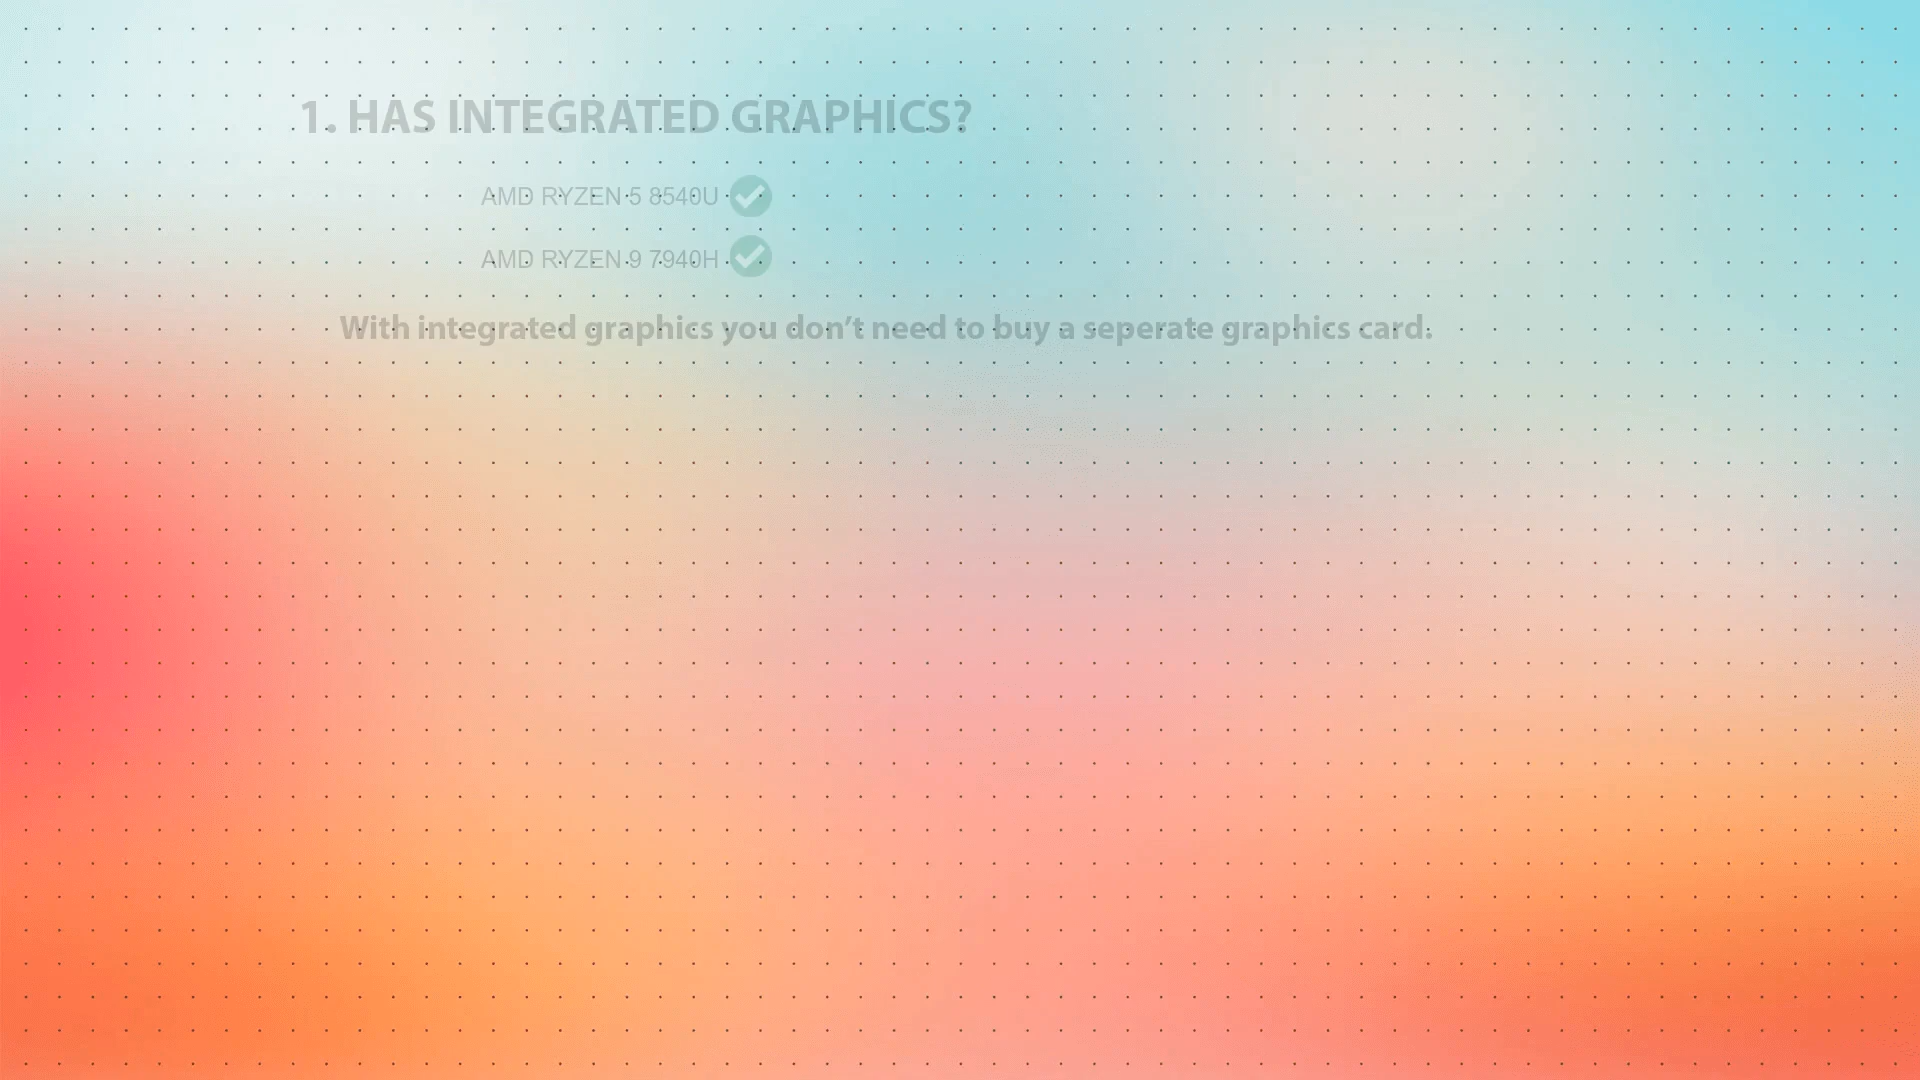 1. HAS INTEGRATED GRAPHICS?
AMD RYZEN 5 8540U
AMD RYZEN 9 7940H
With integrated graphics you don’t need to buy a seperate graphics card.